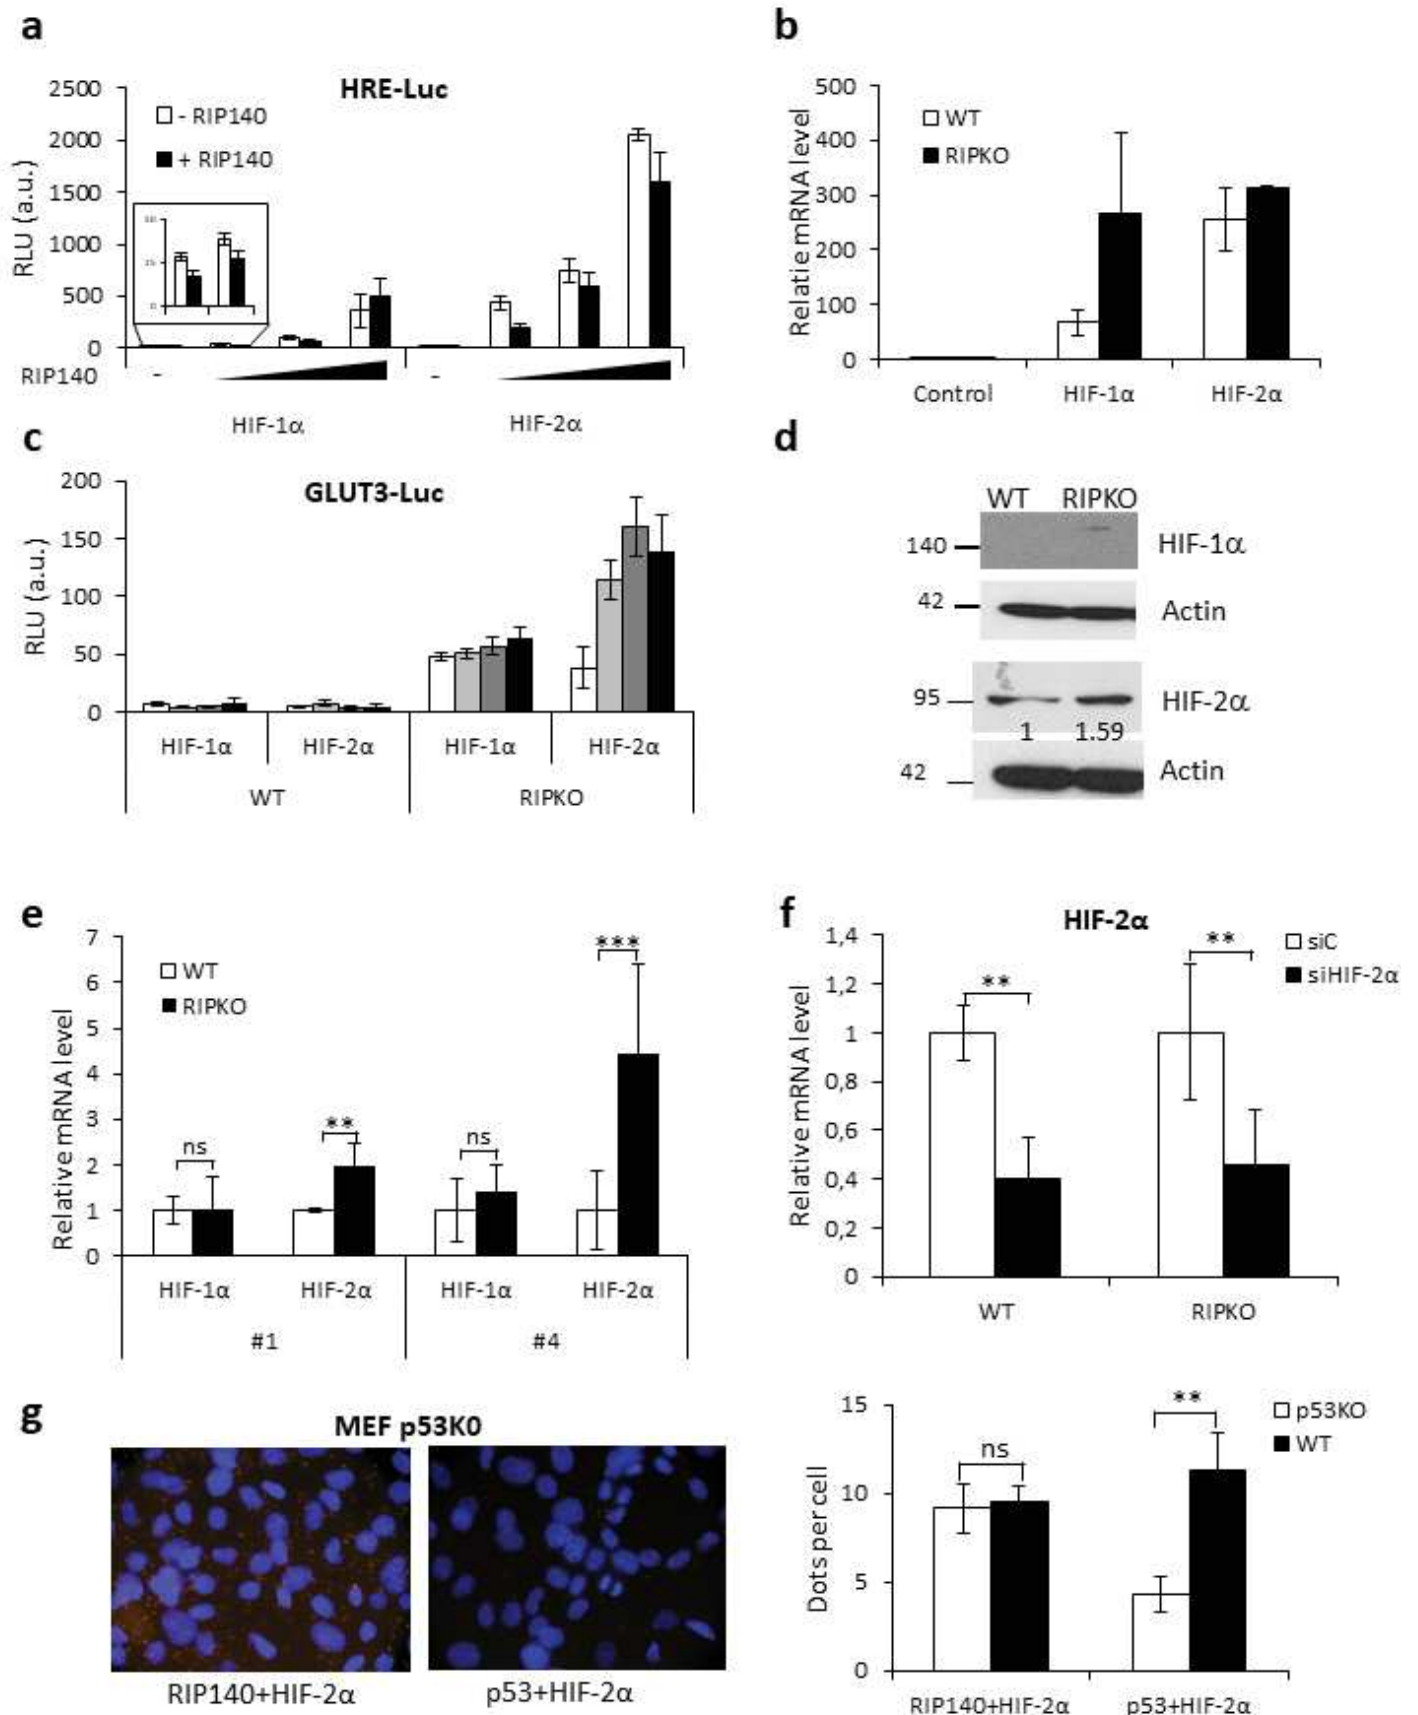 a
HRE-Luc
RLU (a.u.)
2500
2000
1500
1000
500
0
- RIP140
+ RIP140
RIP140
-
-
HIF-1α
HIF-2α
b
Relatie mRNA level
500
400
300
200
100
0
WT
RIPKO
Control
HIF-1α
HIF-2α
c
GLUT3-Luc
RLU (a.u.)
200
150
100
50
0
HIF-1α
HIF-2α
HIF-1α
HIF-2α
WT
RIPKO
d
WT
RIPKO
140
HIF-1α
42
Actin
95
HIF-2α
1
1.59
42
Actin
e
Relative mRNA level
7
6
5
4
3
2
1
0
WT
RIPKO
ns
**
ns
***
HIF-1α
HIF-2α
HIF-1α
HIF-2α
#1
#4
f
HIF-2α
Relative mRNA level
1,4
1,2
1
0,8
0,6
0,4
0,2
0
siC
siHIF-2α
**
**
WT
RIPKO
g
MEF p53K0
RIP140+HIF-2α
p53+HIF-2α
Dots per cell
15
10
5
0
p53KO
WT
ns
**
RIP140+HIF-2α
p53+HIF-2α